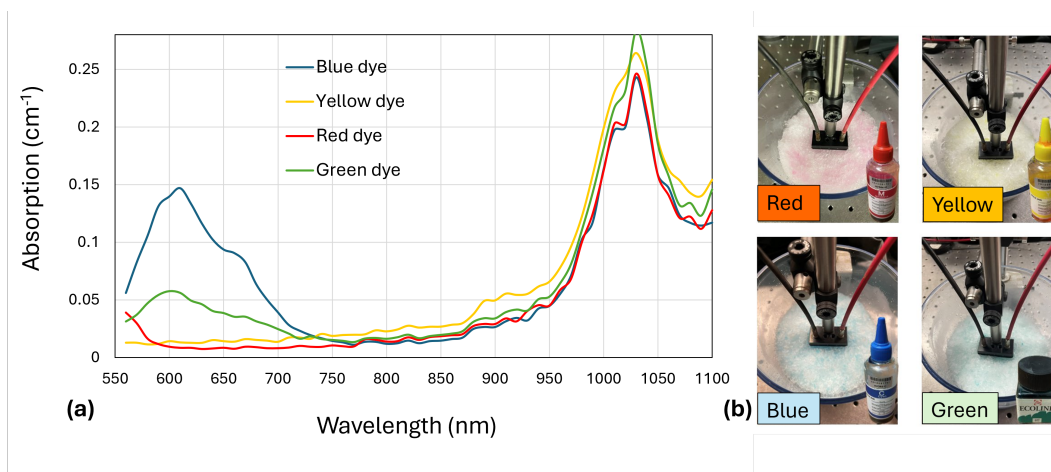 0.25
0.2
0.15
0.1
0.05
0
550 600 650 700 750 800 850 900 950 1000 1050 1100
Absorption (cm⁻¹)
Wavelength (nm)
Blue dye
Yellow dye
Red dye
Green dye
(a)
(b)
Red
M
Yellow
Blue
C
Green
ECOLINE